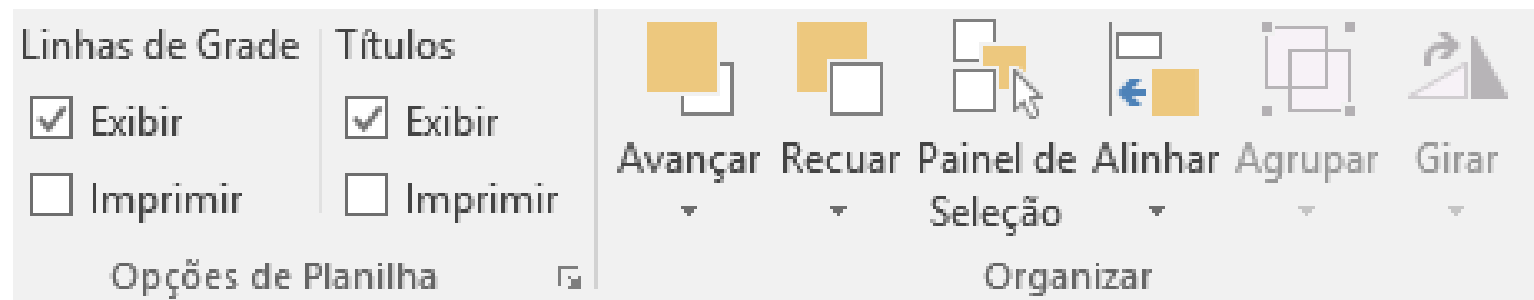 Linhas de Grade
Exibir
Imprimir
Títulos
Exibir
Imprimir
Opções de Planilha
Avançar
Recuar
Painel de
Seleção
Alinhar
Agrupar
Girar
Organizar